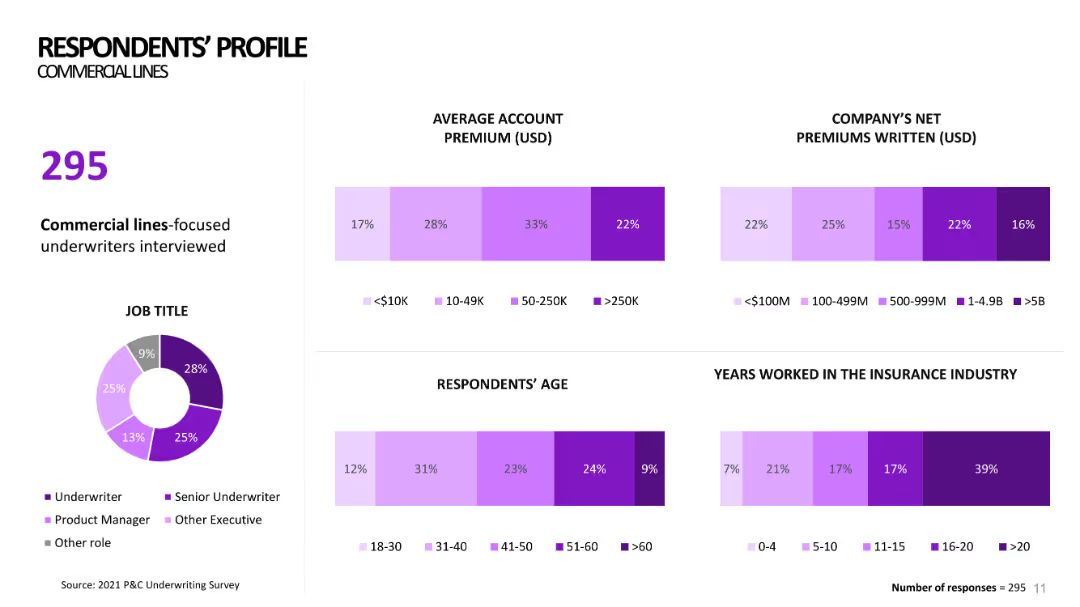 RESPONDENTS' PROFILE
COMMERCIAL LINES
295
Commercial lines-focused
underwriters interviewed
JOB TITLE
9%
28%
25%
13%
25%
Underwriter
Senior Underwriter
Product Manager
Other Executive
Other role
Source: 2021 P&C Underwriting Survey
AVERAGE ACCOUNT
PREMIUM (USD)
17% 28% 33% 22%
<$10K 10-49K 50-250K >250K
COMPANY'S NET
PREMIUMS WRITTEN (USD)
22% 25% 15% 22% 16%
<$100M 100-499M 500-999M 1-4.9B >5B
RESPONDENTS' AGE
12% 31% 23% 24% 9%
18-30 31-40 41-50 51-60 >60
YEARS WORKED IN THE INSURANCE INDUSTRY
7% 21% 17% 17% 39%
0-4 5-10 11-15 16-20 >20
Number of responses = 295 11